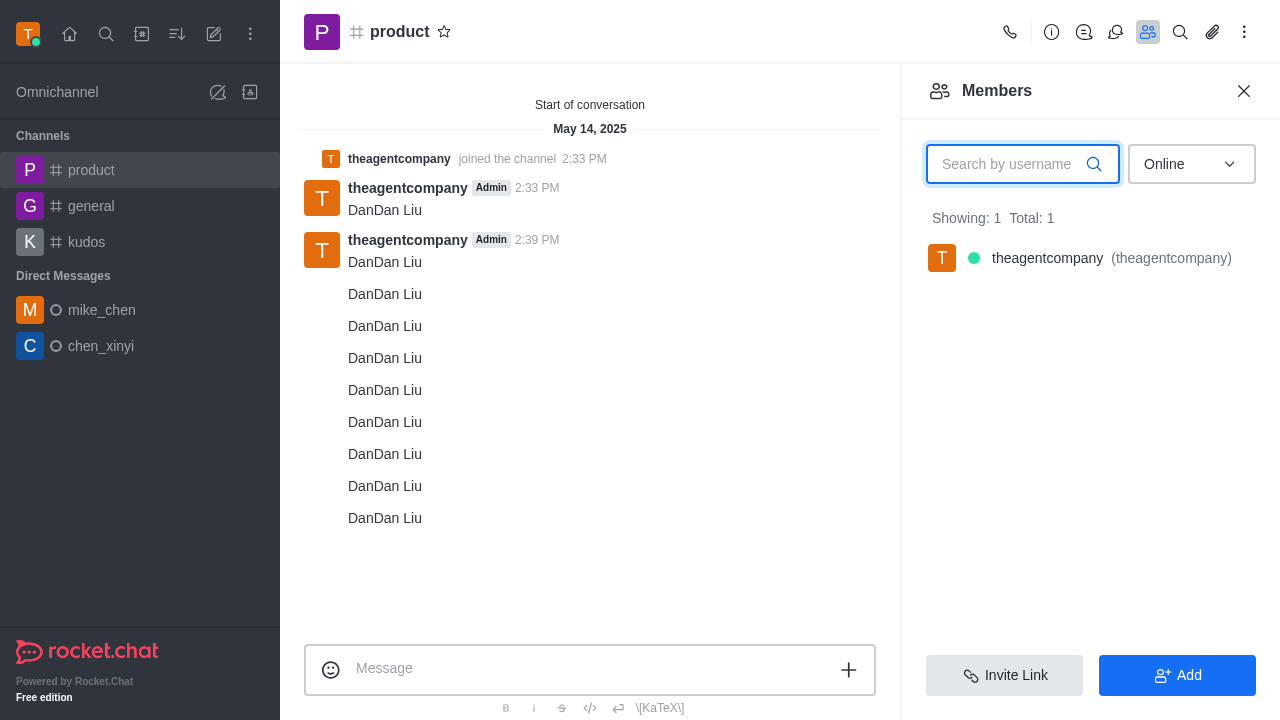 T
Omnichannel
Channels
P product
G general
K kudos
Direct Messages
M mike_chen
C chen_xinyi
rocket.chat
Powered by Rocket.Chat
Free edition
P product
Start of conversation
May 14, 2025
T theagentcompany joined the channel 2:33 PM
T theagentcompany Admin 2:33 PM
DanDan Liu
T theagentcompany Admin 2:39 PM
DanDan Liu
DanDan Liu
DanDan Liu
DanDan Liu
DanDan Liu
DanDan Liu
DanDan Liu
DanDan Liu
DanDan Liu
Message
B i S </> \[KaTeX\]
Members
Search by username Online
Showing: 1 Total: 1
T theagentcompany (theagentcompany)
Invite Link Add